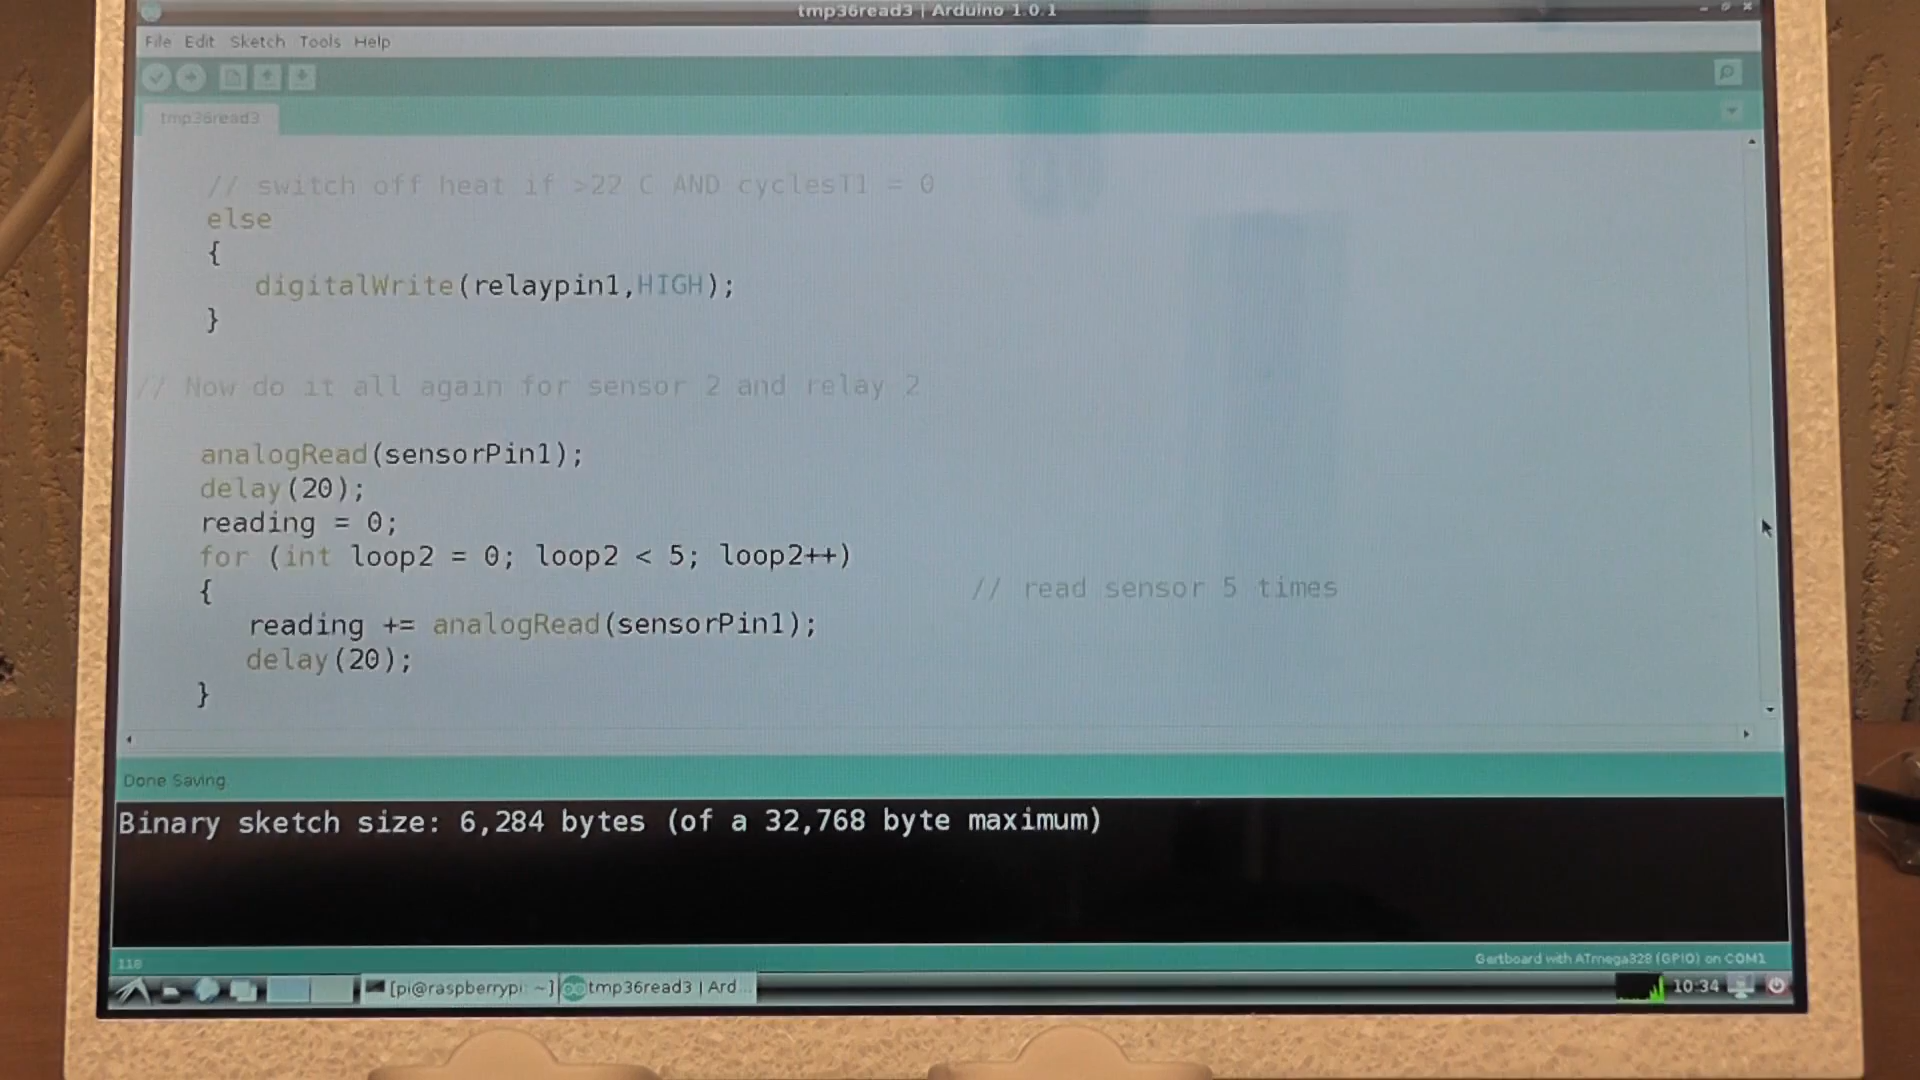 tmp36read3 | Arduino 1.0.1
File Edit Sketch Tools Help
tmp36read3
// switch off heat if >22 C AND cyclesT1 = 0
else
{
digitalWrite(relaypin1,HIGH);
}
// Now do it all again for sensor 2 and relay 2
analogRead(sensorPin1);
delay(20);
reading = 0;
for (int loop2 = 0; loop2 < 5; loop2++)
{ // read sensor 5 times
reading += analogRead(sensorPin1);
delay(20);
}
Done Saving.
Binary sketch size: 6,284 bytes (of a 32,768 byte maximum)
118
Gertboard with ATmega328 (GPIO) on COM1
[pi@raspberrypi: ~] tmp36read3 | Ard... 10:34